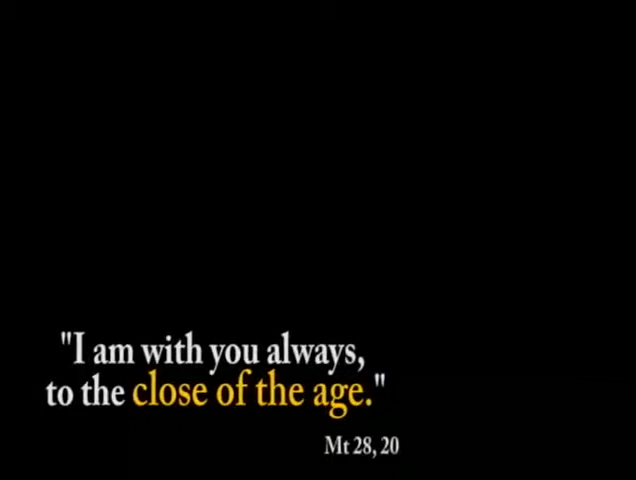 "I am with you always,
to the close of the age."
Mt 28, 20